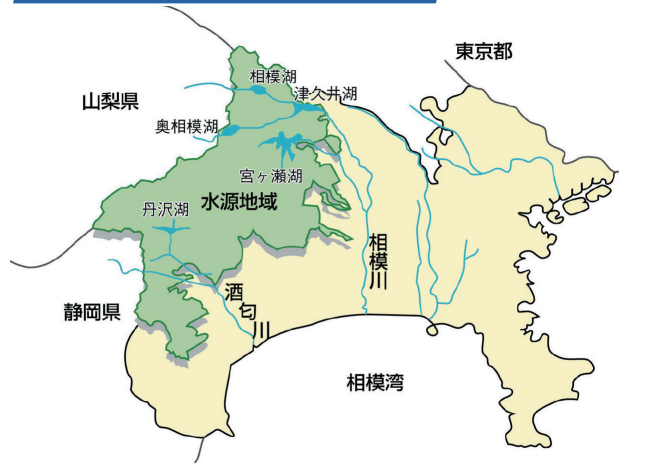 東京都
相模湖
津久井湖
山梨県
奥相模湖
宮ヶ瀬湖
水源地域
丹沢湖
相模川
静岡県
酒匂川
相模湾